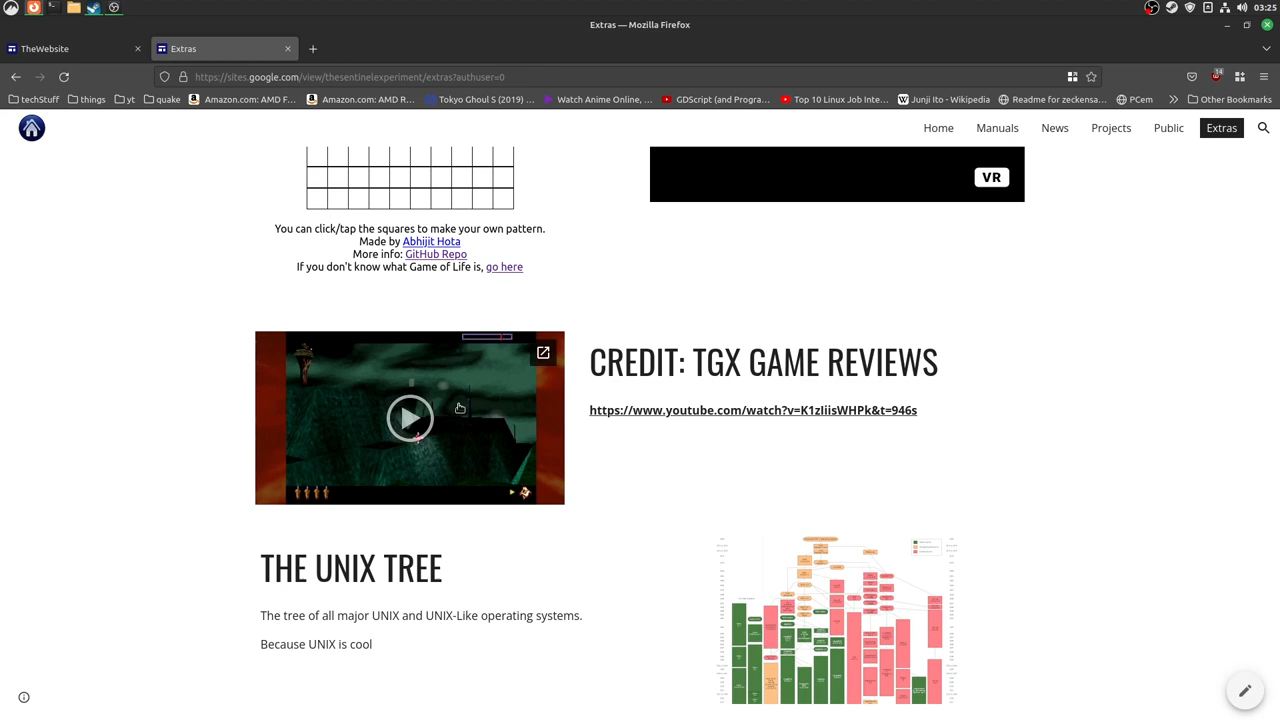 03:25
Extras — Mozilla Firefox
TheWebsite
Extras
https://sites.google.com/view/thesentinelexperiment/extras?authuser=0
14
techStuff things yt quake Amazon.com: AMD F... Amazon.com: AMD R... Tokyo Ghoul S (2019) ... Watch Anime Online, ... GDScript (and Progra... Top 10 Linux Job Inte... Junji Ito - Wikipedia Readme for zeckensa... PCem Other Bookmarks
Home Manuals News Projects Public Extras
VR
You can click/tap the squares to make your own pattern.
Made by Abhijit Hota
More info: GitHub Repo
If you don't know what Game of Life is, go here
CREDIT: TGX GAME REVIEWS
https://www.youtube.com/watch?v=K1zIiisWHPk&t=946s
THE UNIX TREE
The tree of all major UNIX and UNIX-Like operating systems.
Because UNIX is cool